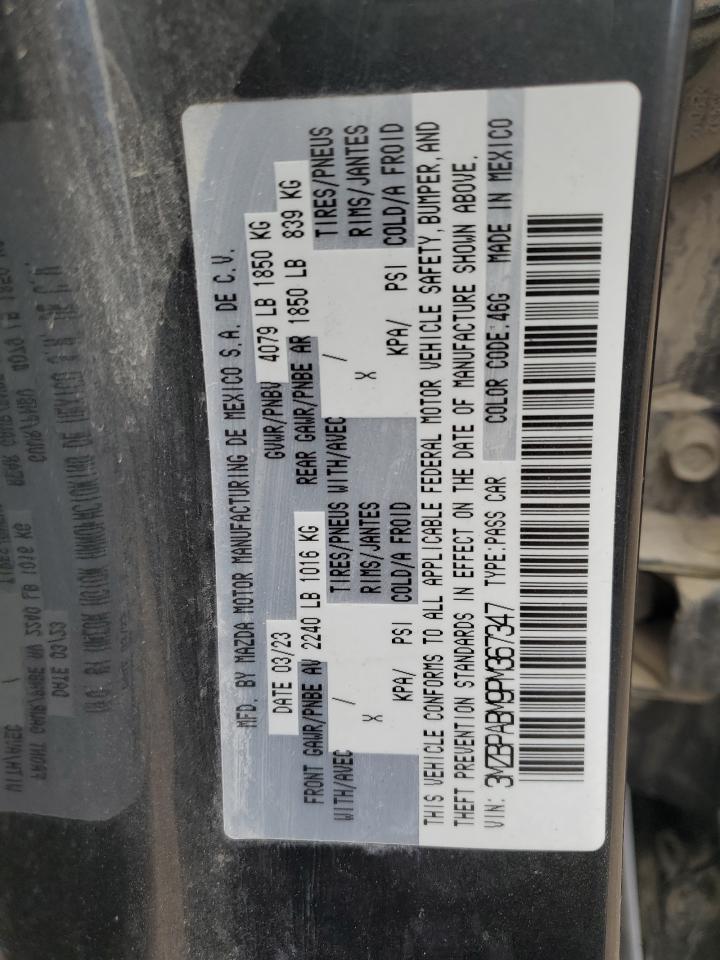 MFD. BY MAZDA MOTOR MANUFACTURING DE MEXICO S.A. DE C.V.
DATE 03/23 GVWR/PNBV 4079 LB 1850 KG
FRONT GAWR/PNBE AV 2240 LB 1016 KG REAR GAWR/PNBE AR 1850 LB 839 KG
WITH/AVEC / TIRES/PNEUS WITH/AVEC / TIRES/PNEUS
X RIMS/JANTES X RIMS/JANTES
KPA/ PSI COLD/A FROID KPA/ PSI COLD/A FROID
THIS VEHICLE CONFORMS TO ALL APPLICABLE FEDERAL MOTOR VEHICLE SAFETY, BUMPER, AND
THEFT PREVENTION STANDARDS IN EFFECT ON THE DATE OF MANUFACTURE SHOWN ABOVE.
VIN: 3MZBPABM9PM367347 TYPE:PASS CAR COLOR CODE:46G MADE IN MEXICO